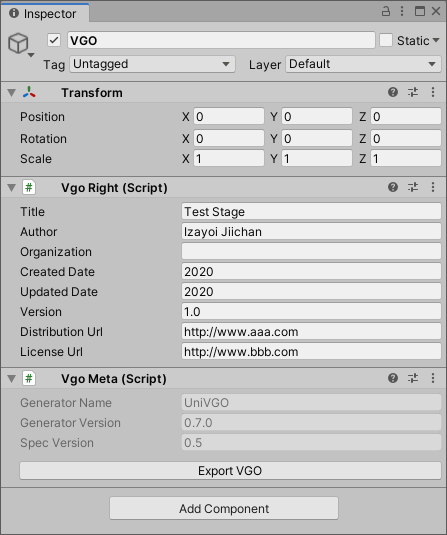 Inspector
VGO Static
Tag Untagged Layer Default
Transform
Position X 0 Y 0 Z 0
Rotation X 0 Y 0 Z 0
Scale X 1 Y 1 Z 1
# Vgo Right (Script)
Title Test Stage
Author Izayoi Jiichan
Organization
Created Date 2020
Updated Date 2020
Version 1.0
Distribution Url http://www.aaa.com
License Url http://www.bbb.com
# Vgo Meta (Script)
Generator Name UniVGO
Generator Version 0.7.0
Spec Version 0.5
Export VGO
Add Component